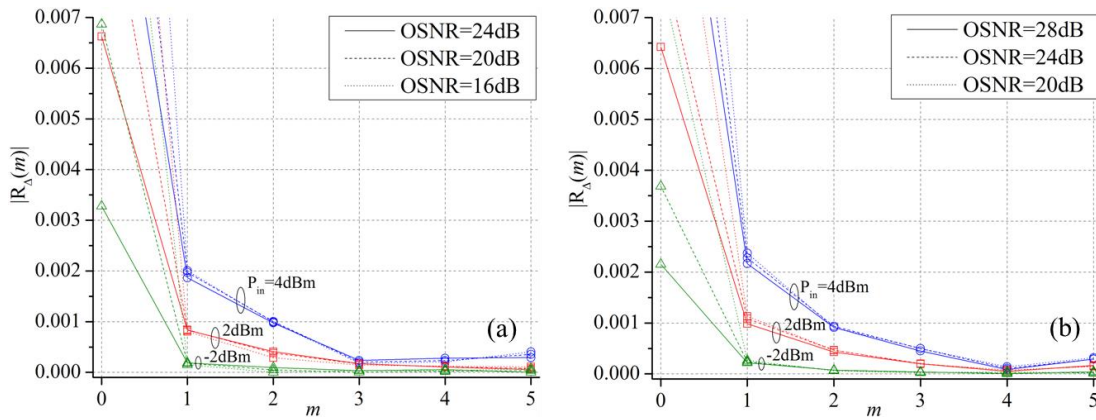 0.007
0.006
0.005
0.004
0.003
0.002
0.001
0.000
|R_Δ(m)|
OSNR=24dB
OSNR=20dB
OSNR=16dB
P_in=4dBm
2dBm
-2dBm
(a)
0 1 2 3 4 5
m
0.007
0.006
0.005
0.004
0.003
0.002
0.001
0.000
|R_Δ(m)|
OSNR=28dB
OSNR=24dB
OSNR=20dB
P_in=4dBm
2dBm
-2dBm
(b)
0 1 2 3 4 5
m